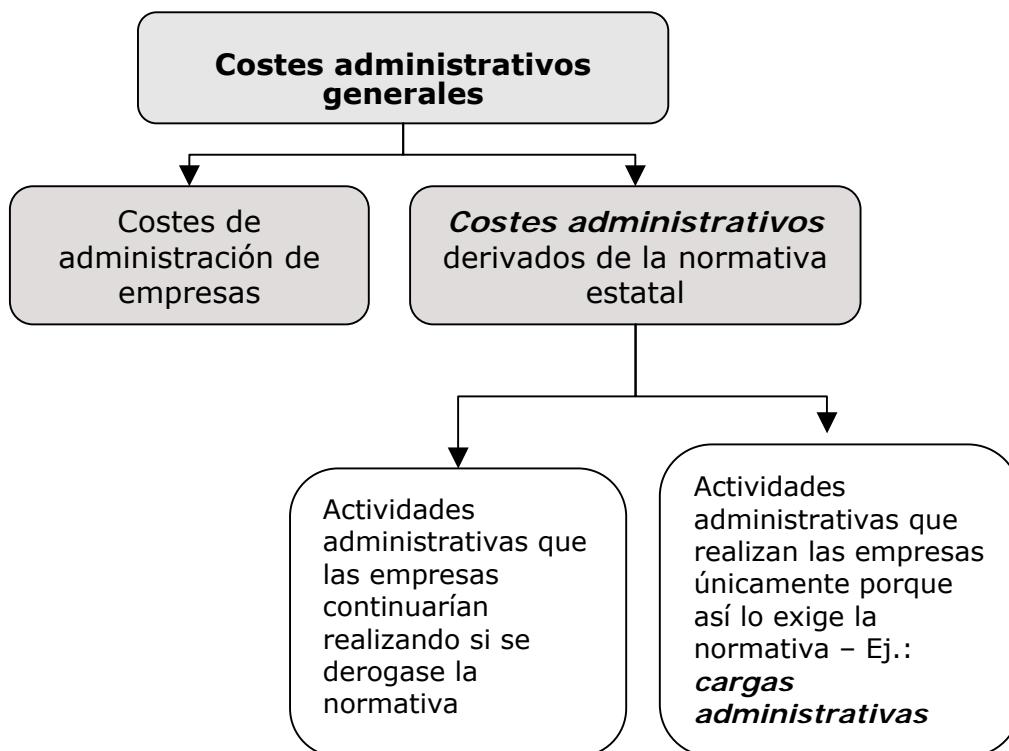 Costes administrativos
generales
Costes de
administración de
empresas
Costes administrativos
derivados de la normativa
estatal
Actividades
administrativas que
las empresas
continuarían
realizando si se
derogase la
normativa
Actividades
administrativas que
realizan las empresas
únicamente porque
así lo exige la
normativa – Ej.:
cargas
administrativas